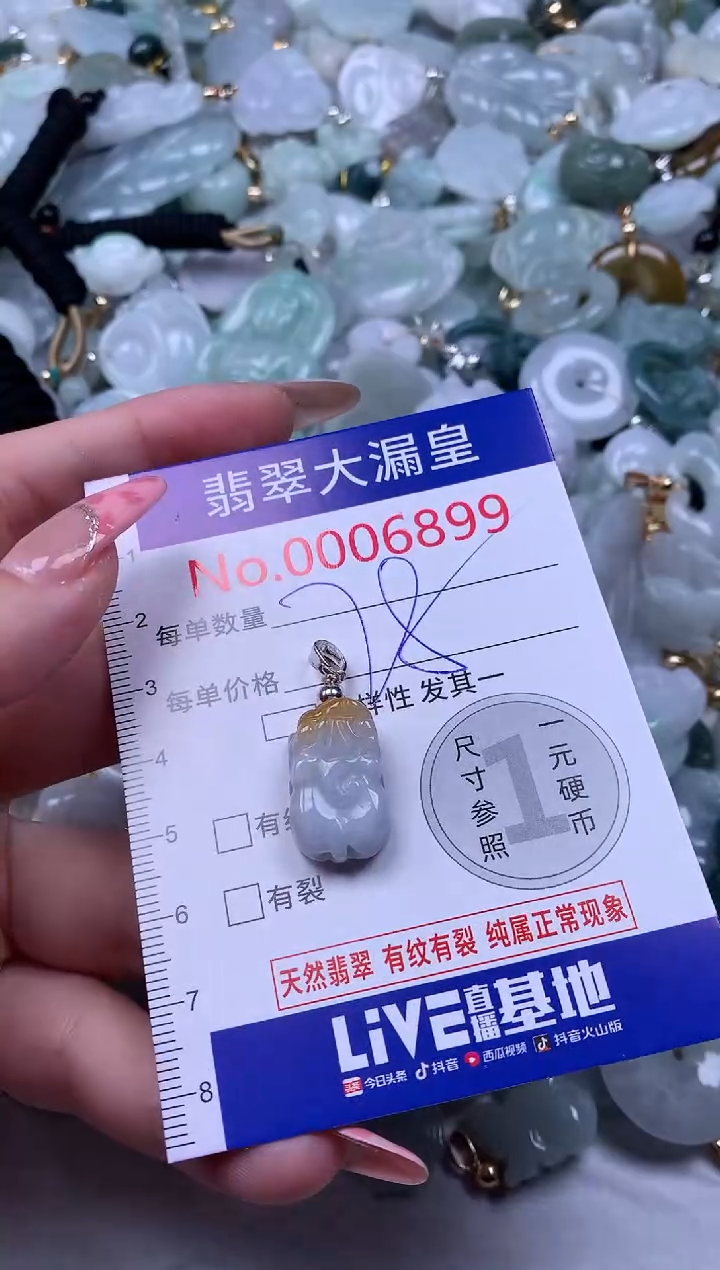 翡翠大漏皇
No.0006899
1
2
3
4
5
6
7
8
每单数量
每单价格
样性 发其一
有
有裂
尺寸参照
1
一元硬币
天然翡翠 有纹有裂 纯属正常现象
LiVE直播基地
头条 今日头条 抖音 西瓜视频 抖音火山版